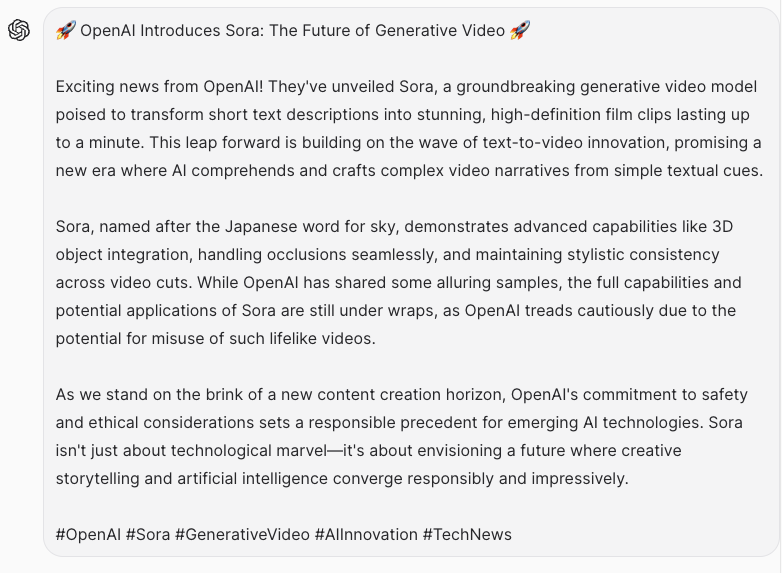 🚀 OpenAI Introduces Sora: The Future of Generative Video 🚀
Exciting news from OpenAI! They've unveiled Sora, a groundbreaking generative video model
poised to transform short text descriptions into stunning, high-definition film clips lasting up
to a minute. This leap forward is building on the wave of text-to-video innovation, promising a
new era where AI comprehends and crafts complex video narratives from simple textual cues.
Sora, named after the Japanese word for sky, demonstrates advanced capabilities like 3D
object integration, handling occlusions seamlessly, and maintaining stylistic consistency
across video cuts. While OpenAI has shared some alluring samples, the full capabilities and
potential applications of Sora are still under wraps, as OpenAI treads cautiously due to the
potential for misuse of such lifelike videos.
As we stand on the brink of a new content creation horizon, OpenAI's commitment to safety
and ethical considerations sets a responsible precedent for emerging AI technologies. Sora
isn't just about technological marvel—it's about envisioning a future where creative
storytelling and artificial intelligence converge responsibly and impressively.
#OpenAI #Sora #GenerativeVideo #AIInnovation #TechNews